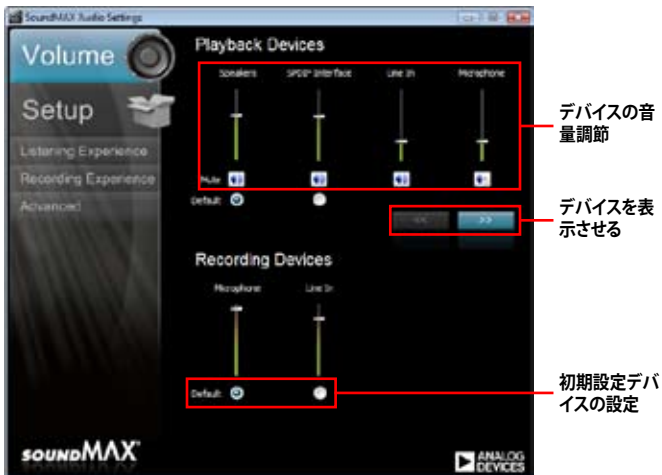 SoundMAX Audio Settings
Volume
Setup
Listening Experience
Recording Experience
Advanced
Playback Devices
Speakers SPDIF Interface Line In Microphone
Mute
Default
<< >>
Recording Devices
Microphone Line In
Default
SOUNDMAX
ANALOG
DEVICES
デバイスの音
量調節
デバイスを表
示させる
初期設定デバ
イスの設定